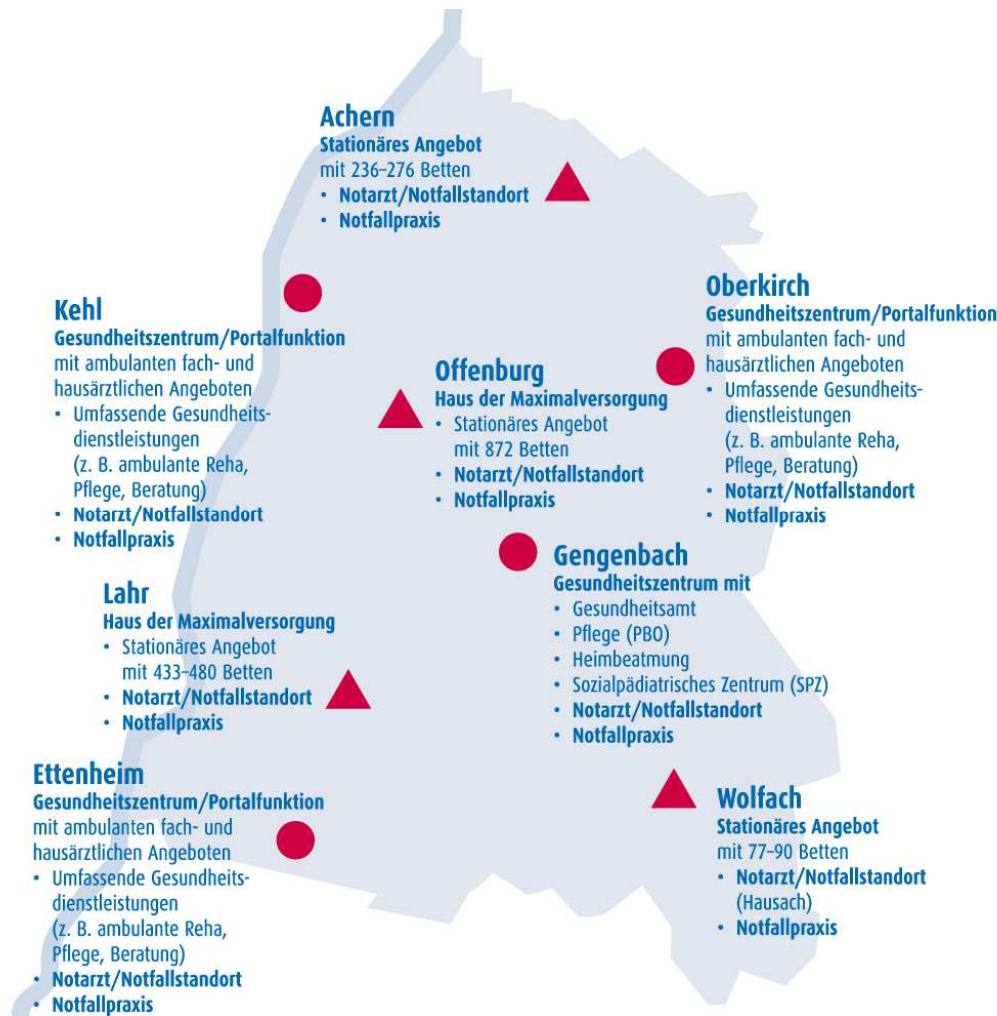 Achern
Stationäres Angebot
mit 236–276 Betten
• Notarzt/Notfallstandort
• Notfallpraxis
Kehl
Gesundheitszentrum/Portalfunktion
mit ambulanten fach- und
hausärztlichen Angeboten
• Umfassende Gesundheits-
dienstleistungen
(z. B. ambulante Reha,
Pflege, Beratung)
• Notarzt/Notfallstandort
• Notfallpraxis
Oberkirch
Gesundheitszentrum/Portalfunktion
mit ambulanten fach- und
hausärztlichen Angeboten
• Umfassende Gesundheits-
dienstleistungen
(z. B. ambulante Reha,
Pflege, Beratung)
• Notarzt/Notfallstandort
• Notfallpraxis
Offenburg
Haus der Maximalversorgung
• Stationäres Angebot
mit 872 Betten
• Notarzt/Notfallstandort
• Notfallpraxis
Gengenbach
Gesundheitszentrum mit
• Gesundheitsamt
• Pflege (PBO)
• Heimbeatmung
• Sozialpädiatrisches Zentrum (SPZ)
• Notarzt/Notfallstandort
• Notfallpraxis
Lahr
Haus der Maximalversorgung
• Stationäres Angebot
mit 433–480 Betten
• Notarzt/Notfallstandort
• Notfallpraxis
Ettenheim
Gesundheitszentrum/Portalfunktion
mit ambulanten fach- und
hausärztlichen Angeboten
• Umfassende Gesundheits-
dienstleistungen
(z. B. ambulante Reha,
Pflege, Beratung)
• Notarzt/Notfallstandort
• Notfallpraxis
Wolfach
Stationäres Angebot
mit 77–90 Betten
• Notarzt/Notfallstandort
(Hausach)
• Notfallpraxis